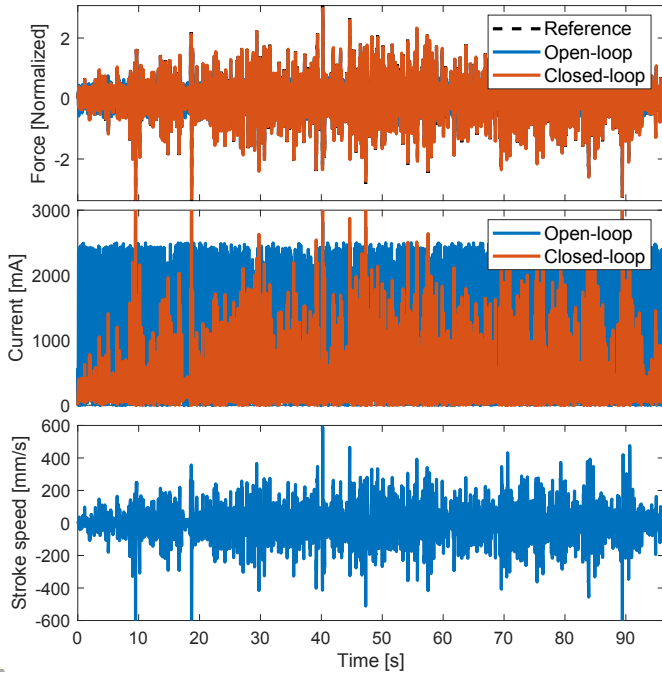 Force [Normalized]
2
0
-2
Reference
Open-loop
Closed-loop
Current [mA]
3000
2000
1000
0
Open-loop
Closed-loop
Stroke speed [mm/s]
600
400
200
0
-200
-400
-600
0 10 20 30 40 50 60 70 80 90
Time [s]